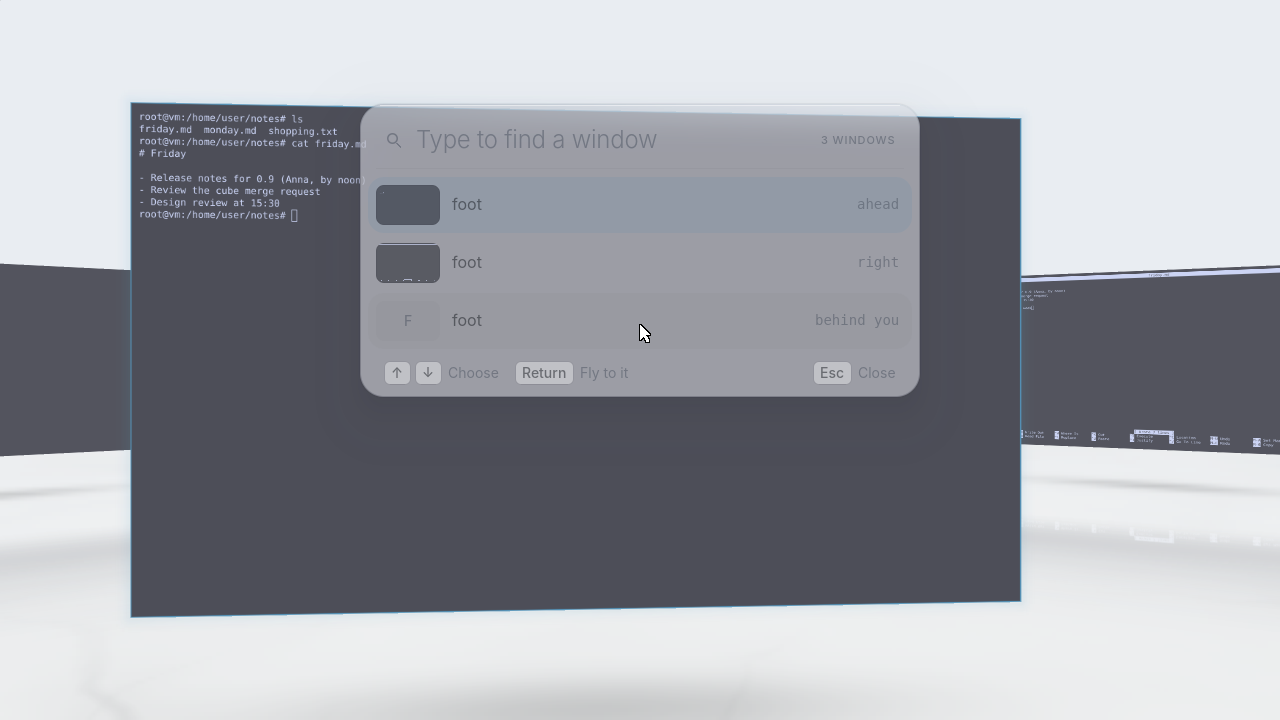 root@vm:/home/user/notes# ls
friday.md  monday.md  shopping.txt
root@vm:/home/user/notes# cat friday.md
# Friday
- Release notes for 0.9 (Anna, by noon)
- Review the cube merge request
- Design review at 15:30
root@vm:/home/user/notes#
Type to find a window
3 WINDOWS
foot
ahead
foot
right
F
foot
behind you
↑ ↓ Choose
Return Fly to it
Esc Close